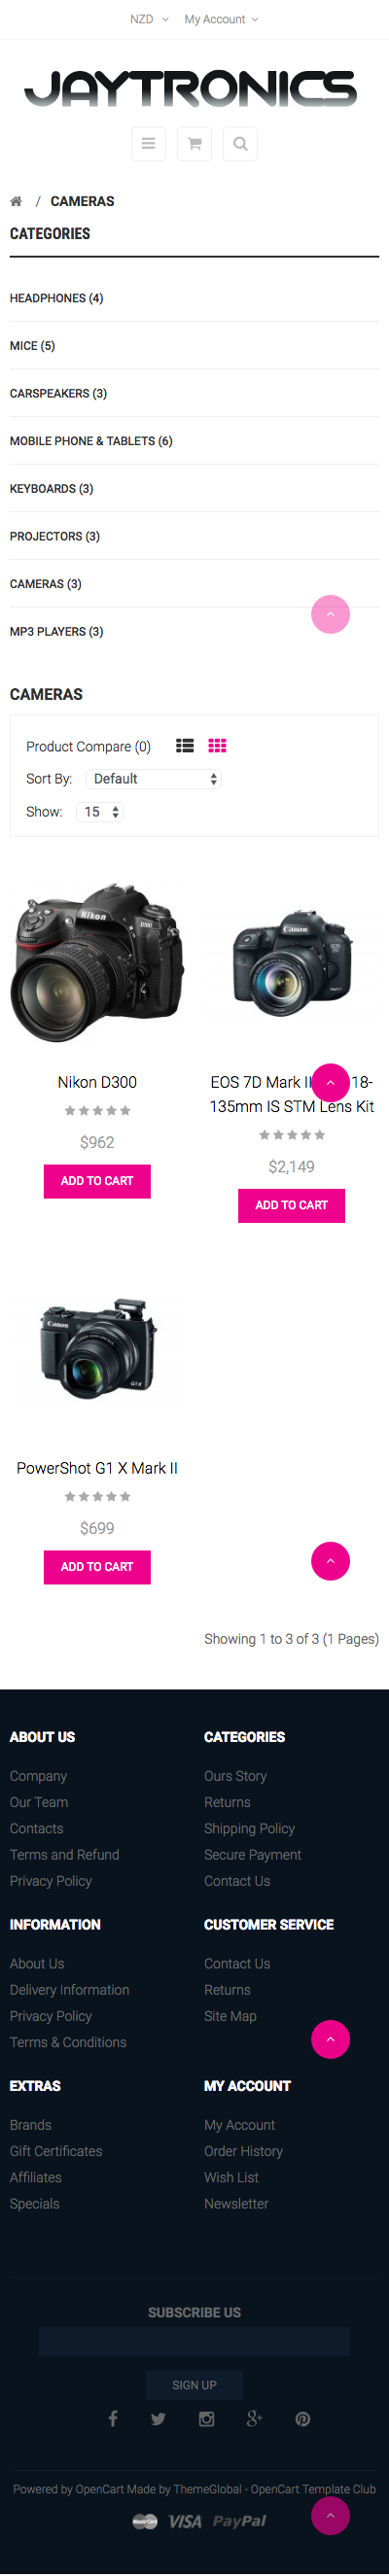 NZD My Account
JAYTRONICS
/ CAMERAS
CATEGORIES
HEADPHONES (4)
MICE (5)
CARSPEAKERS (3)
MOBILE PHONE & TABLETS (6)
KEYBOARDS (3)
PROJECTORS (3)
CAMERAS (3)
MP3 PLAYERS (3)
CAMERAS
Product Compare (0)
Sort By: Default
Show: 15
Nikon
D300
Canon
Nikon D300
EOS 7D Mark 18-
135mm IS STM Lens Kit
$962
ADD TO CART
$2,149
ADD TO CART
Canon
G1X
PowerShot G1 X Mark II
$699
ADD TO CART
Showing 1 to 3 of 3 (1 Pages)
ABOUT US
Company
Our Team
Contacts
Terms and Refund
Privacy Policy
CATEGORIES
Ours Story
Returns
Shipping Policy
Secure Payment
Contact Us
INFORMATION
About Us
Delivery Information
Privacy Policy
Terms & Conditions
CUSTOMER SERVICE
Contact Us
Returns
Site Map
EXTRAS
Brands
Gift Certificates
Affiliates
Specials
MY ACCOUNT
My Account
Order History
Wish List
Newsletter
SUBSCRIBE US
SIGN UP
Powered by OpenCart Made by ThemeGlobal - OpenCart Template Club
MasterCard VISA PayPal